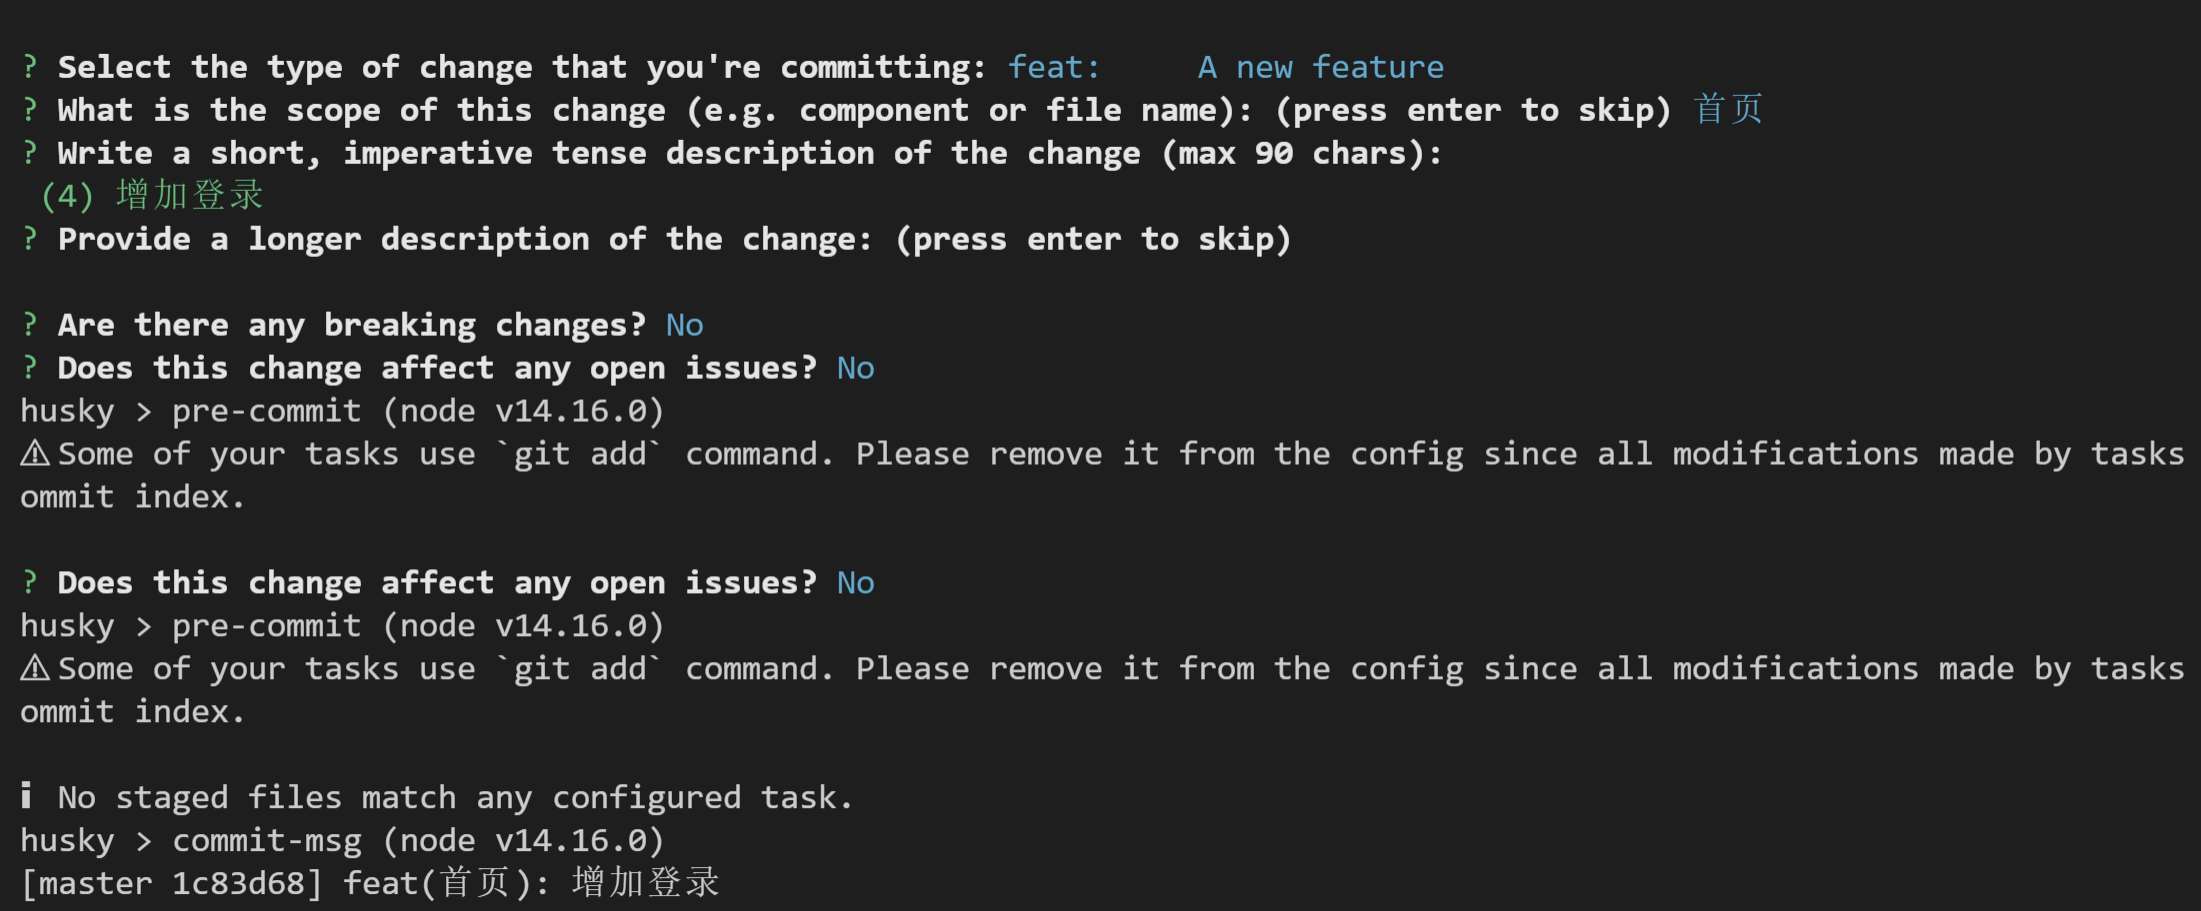 ? Select the type of change that you're committing: feat:     A new feature
? What is the scope of this change (e.g. component or file name): (press enter to skip) 首页
? Write a short, imperative tense description of the change (max 90 chars):
 (4) 增加登录
? Provide a longer description of the change: (press enter to skip)
? Are there any breaking changes? No
? Does this change affect any open issues? No
husky > pre-commit (node v14.16.0)
⚠ Some of your tasks use `git add` command. Please remove it from the config since all modifications made by tasks
ommit index.
? Does this change affect any open issues? No
husky > pre-commit (node v14.16.0)
⚠ Some of your tasks use `git add` command. Please remove it from the config since all modifications made by tasks
ommit index.
ℹ No staged files match any configured task.
husky > commit-msg (node v14.16.0)
[master 1c83d68] feat(首页): 增加登录